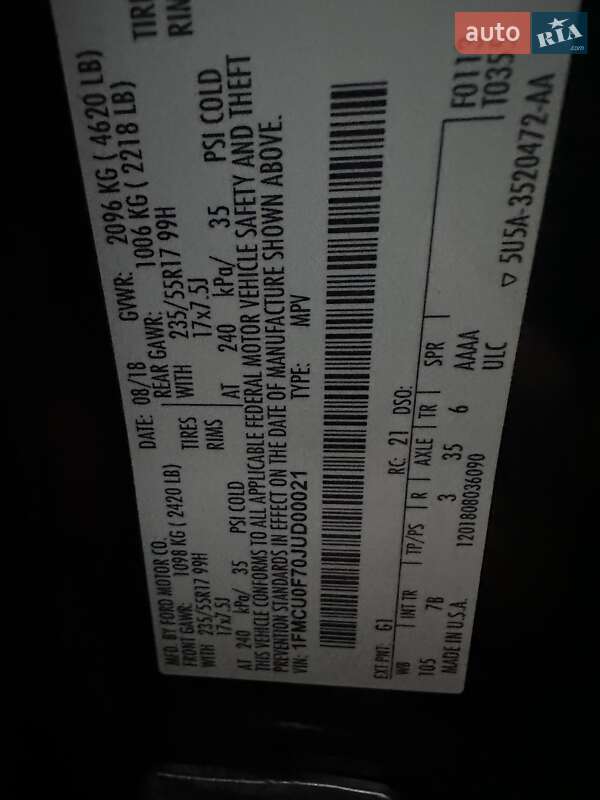 auto RIA .com
MFD. BY FORD MOTOR CO. DATE: 08/18 GVWR: 2096 KG ( 4620 LB)
FRONT GAWR: 1098 KG ( 2420 LB) REAR GAWR: 1006 KG ( 2218 LB)
WITH 235/55R17 99H TIRES WITH 235/55R17 99H
17x7.5J RIMS 17x7.5J
AT 240 kPa/ 35 PSI COLD AT 240 kPa/ 35 PSI COLD
THIS VEHICLE CONFORMS TO ALL APPLICABLE FEDERAL MOTOR VEHICLE SAFETY AND THEFT
PREVENTION STANDARDS IN EFFECT ON THE DATE OF MANUFACTURE SHOWN ABOVE.
VIN: 1FMCU0F70JUD00021 TYPE: MPV
F011
T035
EXT PNT: G1 RC: 21 DSO:
WB INT TR TP/PS R AXLE TR SPR
105 7B 3 35 6 AAAA
MADE IN U.S.A. 1201808036090 ULC
▽ 5U5A-3520472-AA